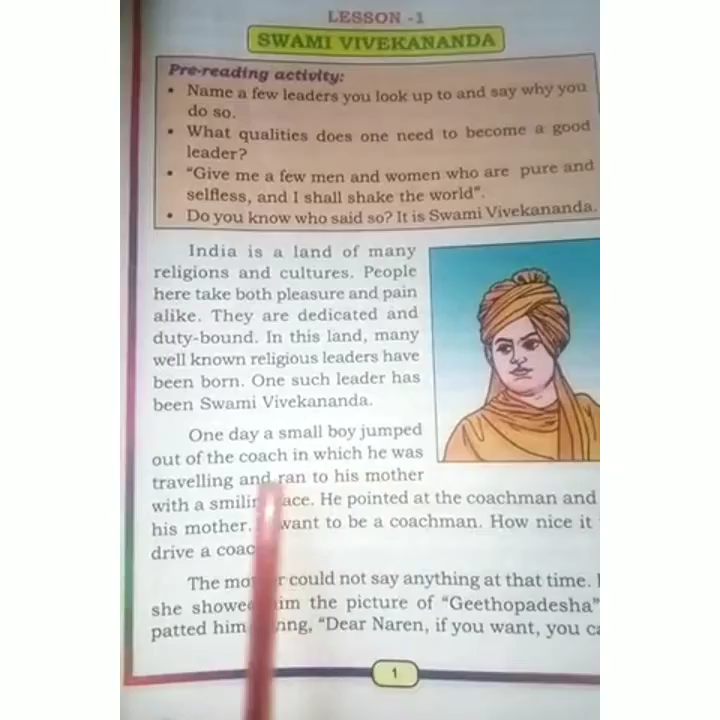 LESSON -1
SWAMI VIVEKANANDA
Pre-reading activity:
• Name a few leaders you look up to and say why you
do so.
• What qualities does one need to become a good
leader?
• "Give me a few men and women who are pure and
selfless, and I shall shake the world".
• Do you know who said so? It is Swami Vivekananda.
India is a land of many
religions and cultures. People
here take both pleasure and pain
alike. They are dedicated and
duty-bound. In this land, many
well known religious leaders have
been born. One such leader has
been Swami Vivekananda.
One day a small boy jumped
out of the coach in which he was
travelling and ran to his mother
with a smiling face. He pointed at the coachman and
his mother. want to be a coachman. How nice it
drive a
The could not say anything at that time.
she showed him the picture of "Geethopadesha"
patted him "Dear Naren, if you want, you
1